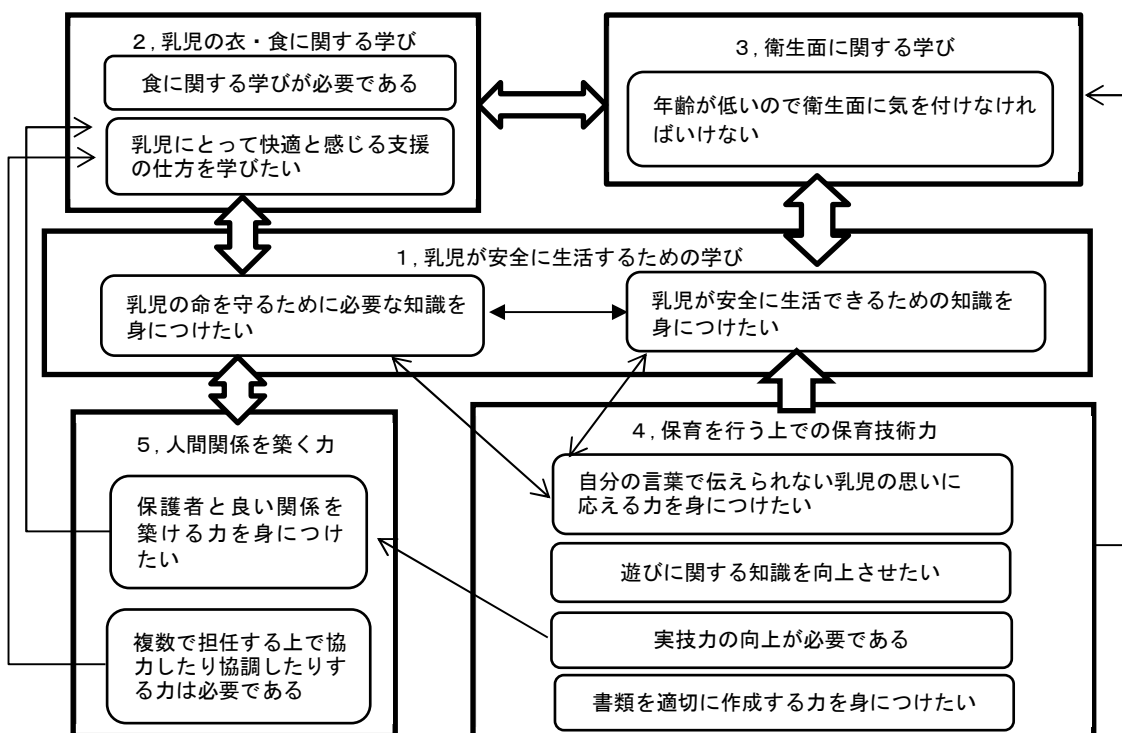 2,乳児の衣・食に関する学び
食に関する学びが必要である
乳児にとって快適と感じる支援
の仕方を学びたい
3,衛生面に関する学び
年齢が低いので衛生面に気を付けなけれ
ばいけない
1,乳児が安全に生活するための学び
乳児の命を守るために必要な知識を
身につけたい
乳児が安全に生活できるための知識を
身につけたい
5,人間関係を築く力
保護者と良い関係を
築ける力を身につけ
たい
複数で担任する上で協
力したり協調したりす
る力は必要である
4,保育を行う上での保育技術力
自分の言葉で伝えられない乳児の思いに
応える力を身につけたい
遊びに関する知識を向上させたい
実技力の向上が必要である
書類を適切に作成する力を身につけたい